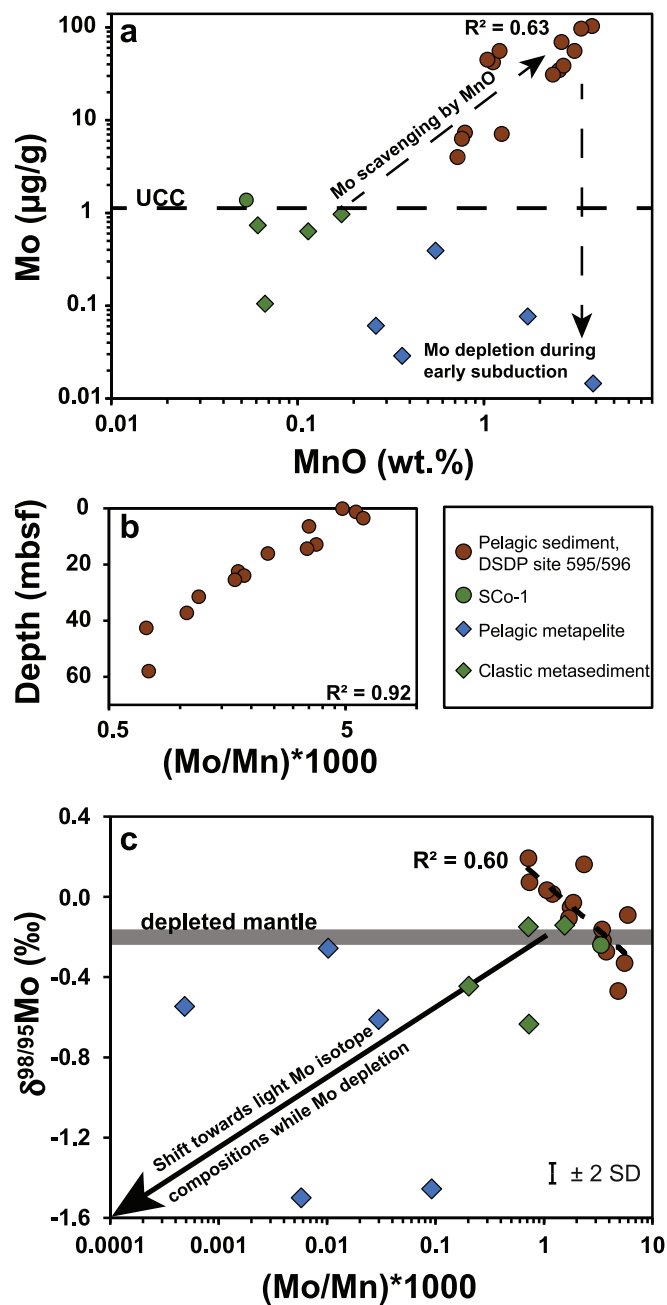 a
R² = 0.63
100
10
1
0.1
0.01
Mo (µg/g)
Mo scavenging by MnO
UCC
Mo depletion during
early subduction
0.01
0.1
1
MnO (wt.%)
b
0
20
40
60
Depth (mbsf)
R² = 0.92
0.5
5
(Mo/Mn)*1000
Pelagic sediment,
DSDP site 595/596
SCo-1
Pelagic metapelite
Clastic metasediment
c
0.4
0.0
-0.4
-0.8
-1.2
-1.6
δ98/95Mo (‰)
R² = 0.60
depleted mantle
Shift towards light Mo isotope
compositions while Mo depletion
± 2 SD
0.0001
0.001
0.01
0.1
1
10
(Mo/Mn)*1000